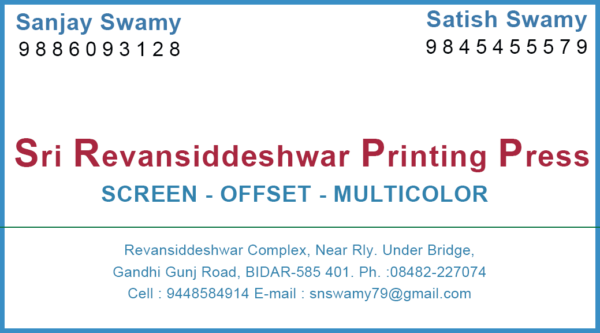 Sanjay Swamy
9886093128
Satish Swamy
9845455579
Sri Revansiddeshwar Printing Press
SCREEN - OFFSET - MULTICOLOR
Revansiddeshwar Complex, Near Rly. Under Bridge,
Gandhi Gunj Road, BIDAR-585 401. Ph. :08482-227074
Cell : 9448584914 E-mail : snswamy79@gmail.com